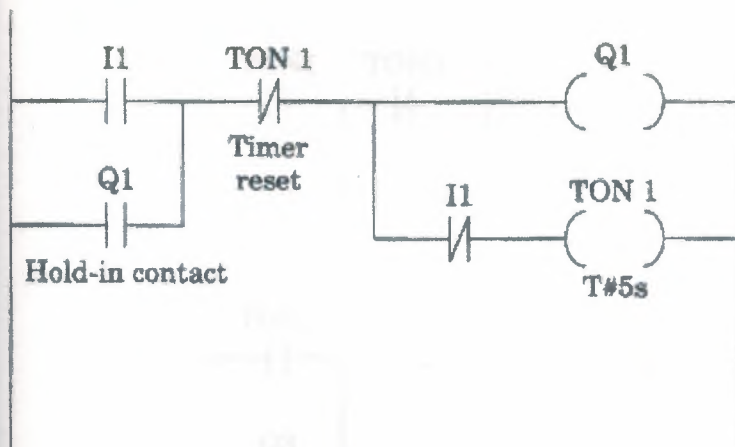 I1
TON 1
Q1
Timer
reset
Q1
Hold-in contact
I1
TON 1
T#5s